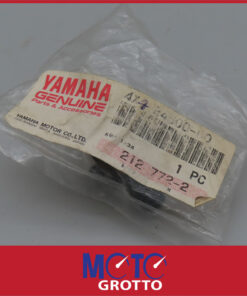 YAMAHA
GENUINE
Parts & Accessories
YAMAHA MOTOR CO., LTD.
1 PC
212 772-2
MOTO
GROTTO